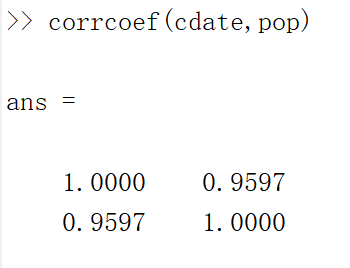 >> corrcoef(cdate,pop)
ans =
1.0000 0.9597
0.9597 1.0000